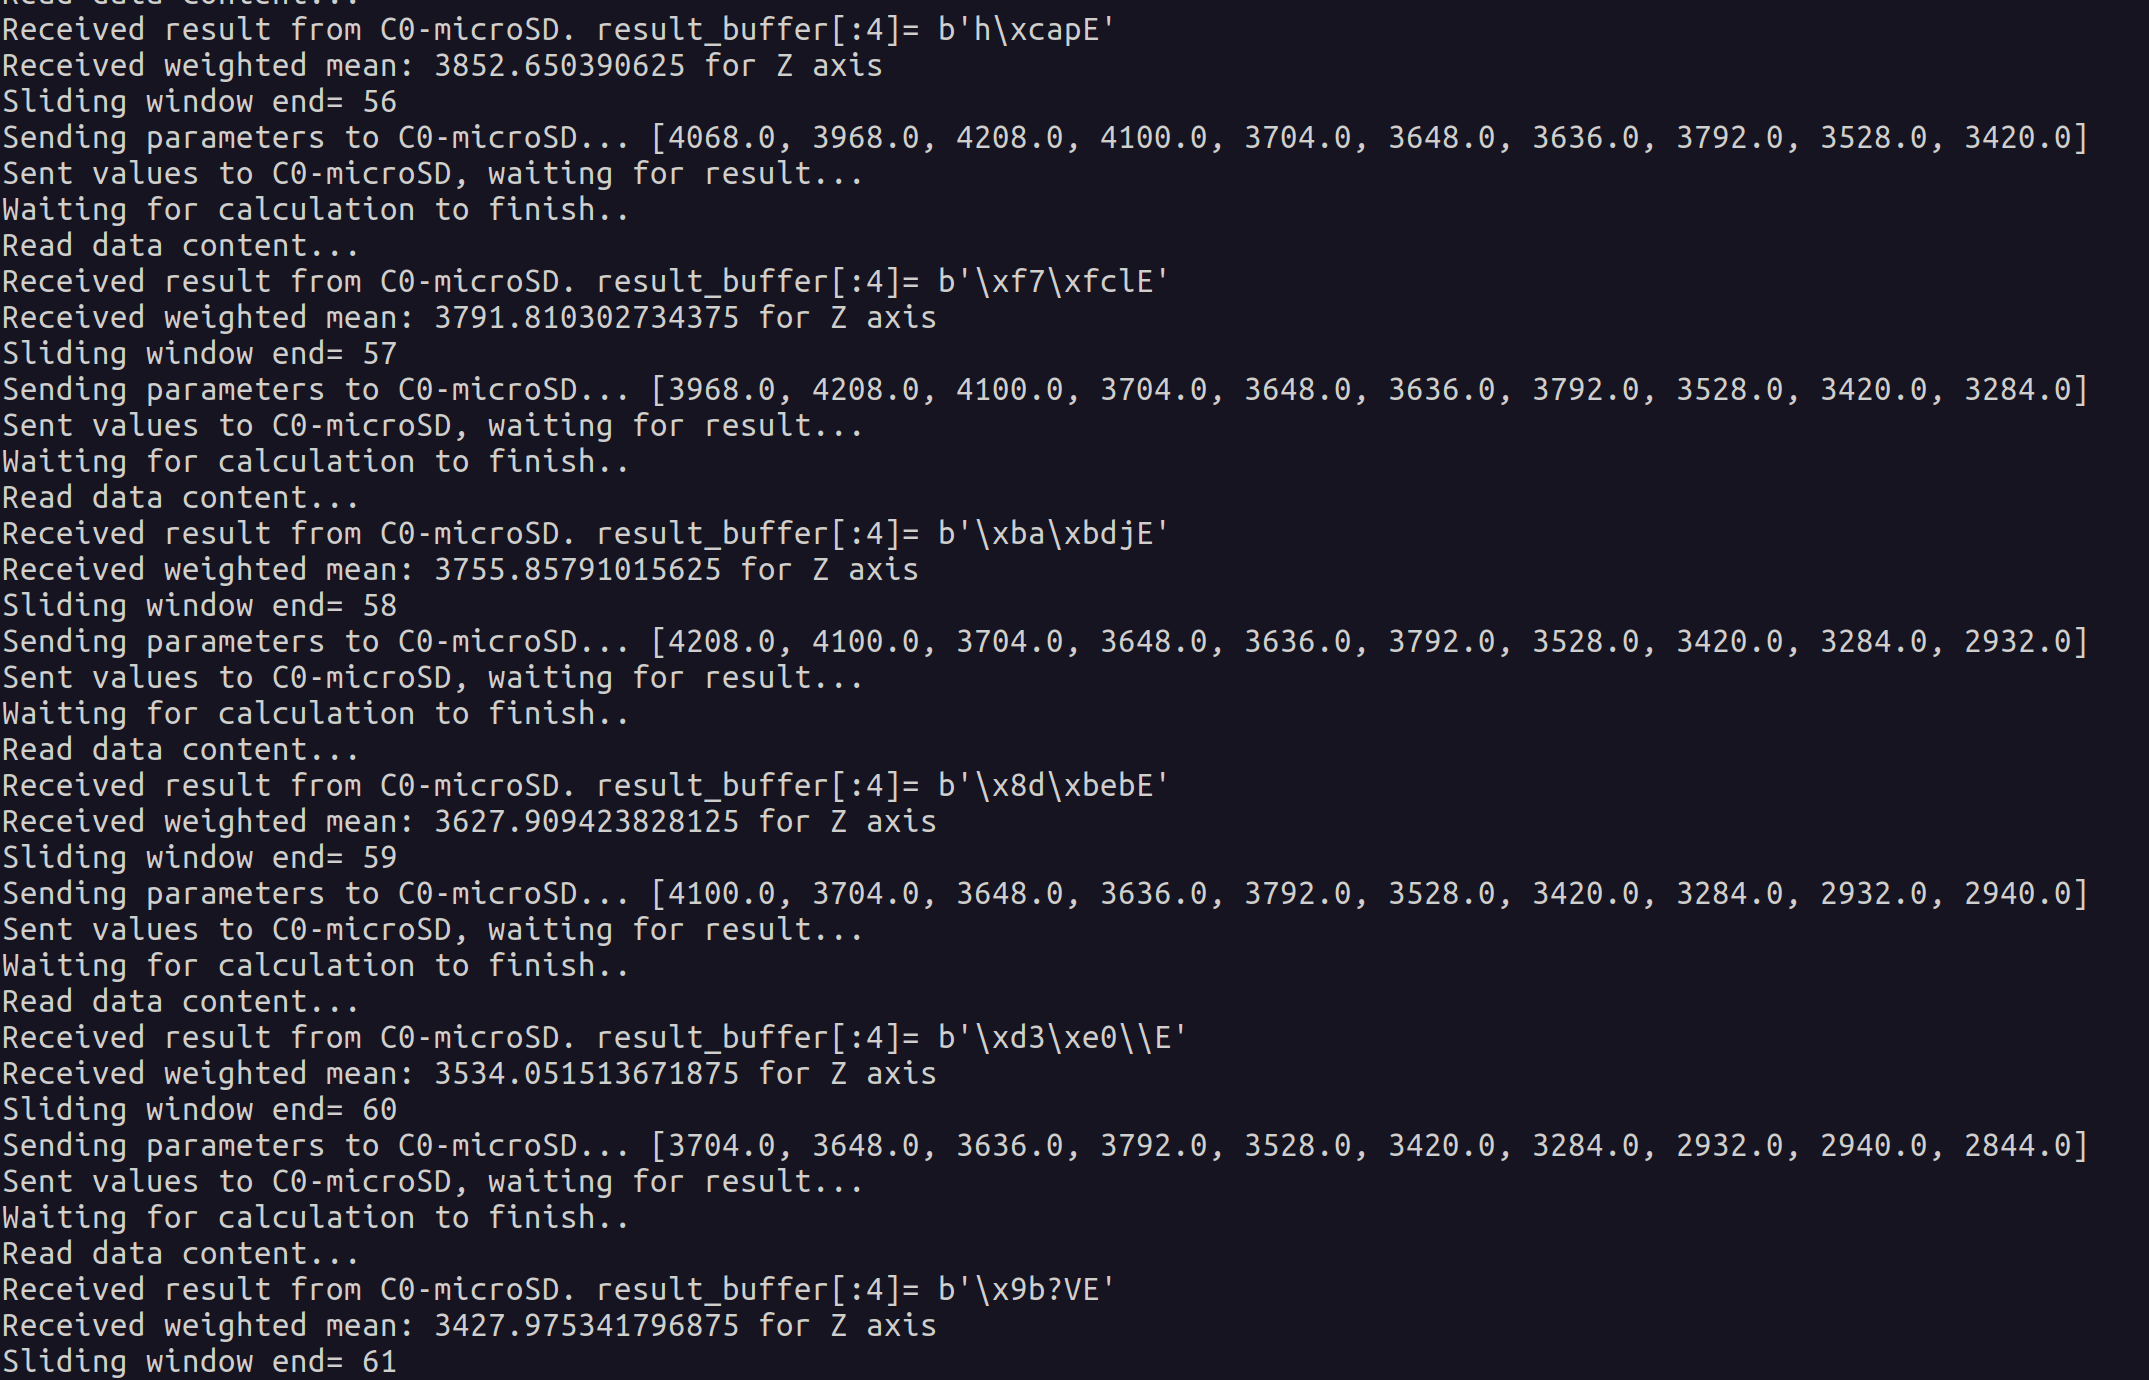 Read data content...
Received result from C0-microSD. result_buffer[:4]= b'h\xcapE'
Received weighted mean: 3852.650390625 for Z axis
Sliding window end= 56
Sending parameters to C0-microSD... [4068.0, 3968.0, 4208.0, 4100.0, 3704.0, 3648.0, 3636.0, 3792.0, 3528.0, 3420.0]
Sent values to C0-microSD, waiting for result...
Waiting for calculation to finish..
Read data content...
Received result from C0-microSD. result_buffer[:4]= b'\xf7\xfclE'
Received weighted mean: 3791.810302734375 for Z axis
Sliding window end= 57
Sending parameters to C0-microSD... [3968.0, 4208.0, 4100.0, 3704.0, 3648.0, 3636.0, 3792.0, 3528.0, 3420.0, 3284.0]
Sent values to C0-microSD, waiting for result...
Waiting for calculation to finish..
Read data content...
Received result from C0-microSD. result_buffer[:4]= b'\xba\xbdjE'
Received weighted mean: 3755.85791015625 for Z axis
Sliding window end= 58
Sending parameters to C0-microSD... [4208.0, 4100.0, 3704.0, 3648.0, 3636.0, 3792.0, 3528.0, 3420.0, 3284.0, 2932.0]
Sent values to C0-microSD, waiting for result...
Waiting for calculation to finish..
Read data content...
Received result from C0-microSD. result_buffer[:4]= b'\x8d\xbebE'
Received weighted mean: 3627.909423828125 for Z axis
Sliding window end= 59
Sending parameters to C0-microSD... [4100.0, 3704.0, 3648.0, 3636.0, 3792.0, 3528.0, 3420.0, 3284.0, 2932.0, 2940.0]
Sent values to C0-microSD, waiting for result...
Waiting for calculation to finish..
Read data content...
Received result from C0-microSD. result_buffer[:4]= b'\xd3\xe0\\E'
Received weighted mean: 3534.051513671875 for Z axis
Sliding window end= 60
Sending parameters to C0-microSD... [3704.0, 3648.0, 3636.0, 3792.0, 3528.0, 3420.0, 3284.0, 2932.0, 2940.0, 2844.0]
Sent values to C0-microSD, waiting for result...
Waiting for calculation to finish..
Read data content...
Received result from C0-microSD. result_buffer[:4]= b'\x9b?VE'
Received weighted mean: 3427.975341796875 for Z axis
Sliding window end= 61